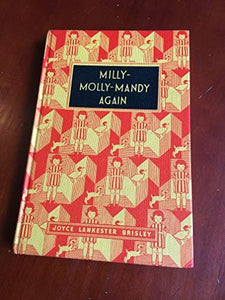 MILLY-
MOLLY-MANDY
AGAIN
JOYCE LANKESTER BRISLEY